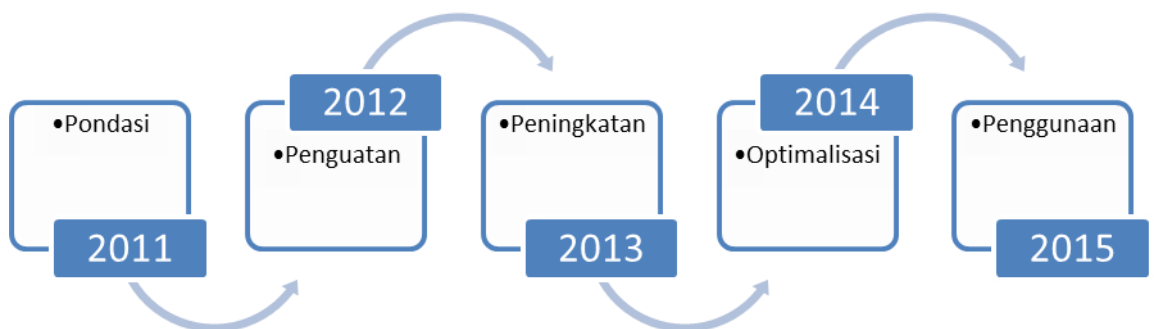 •Pondasi
2011
2012
•Penguatan
•Peningkatan
2013
2014
•Optimalisasi
•Penggunaan
2015